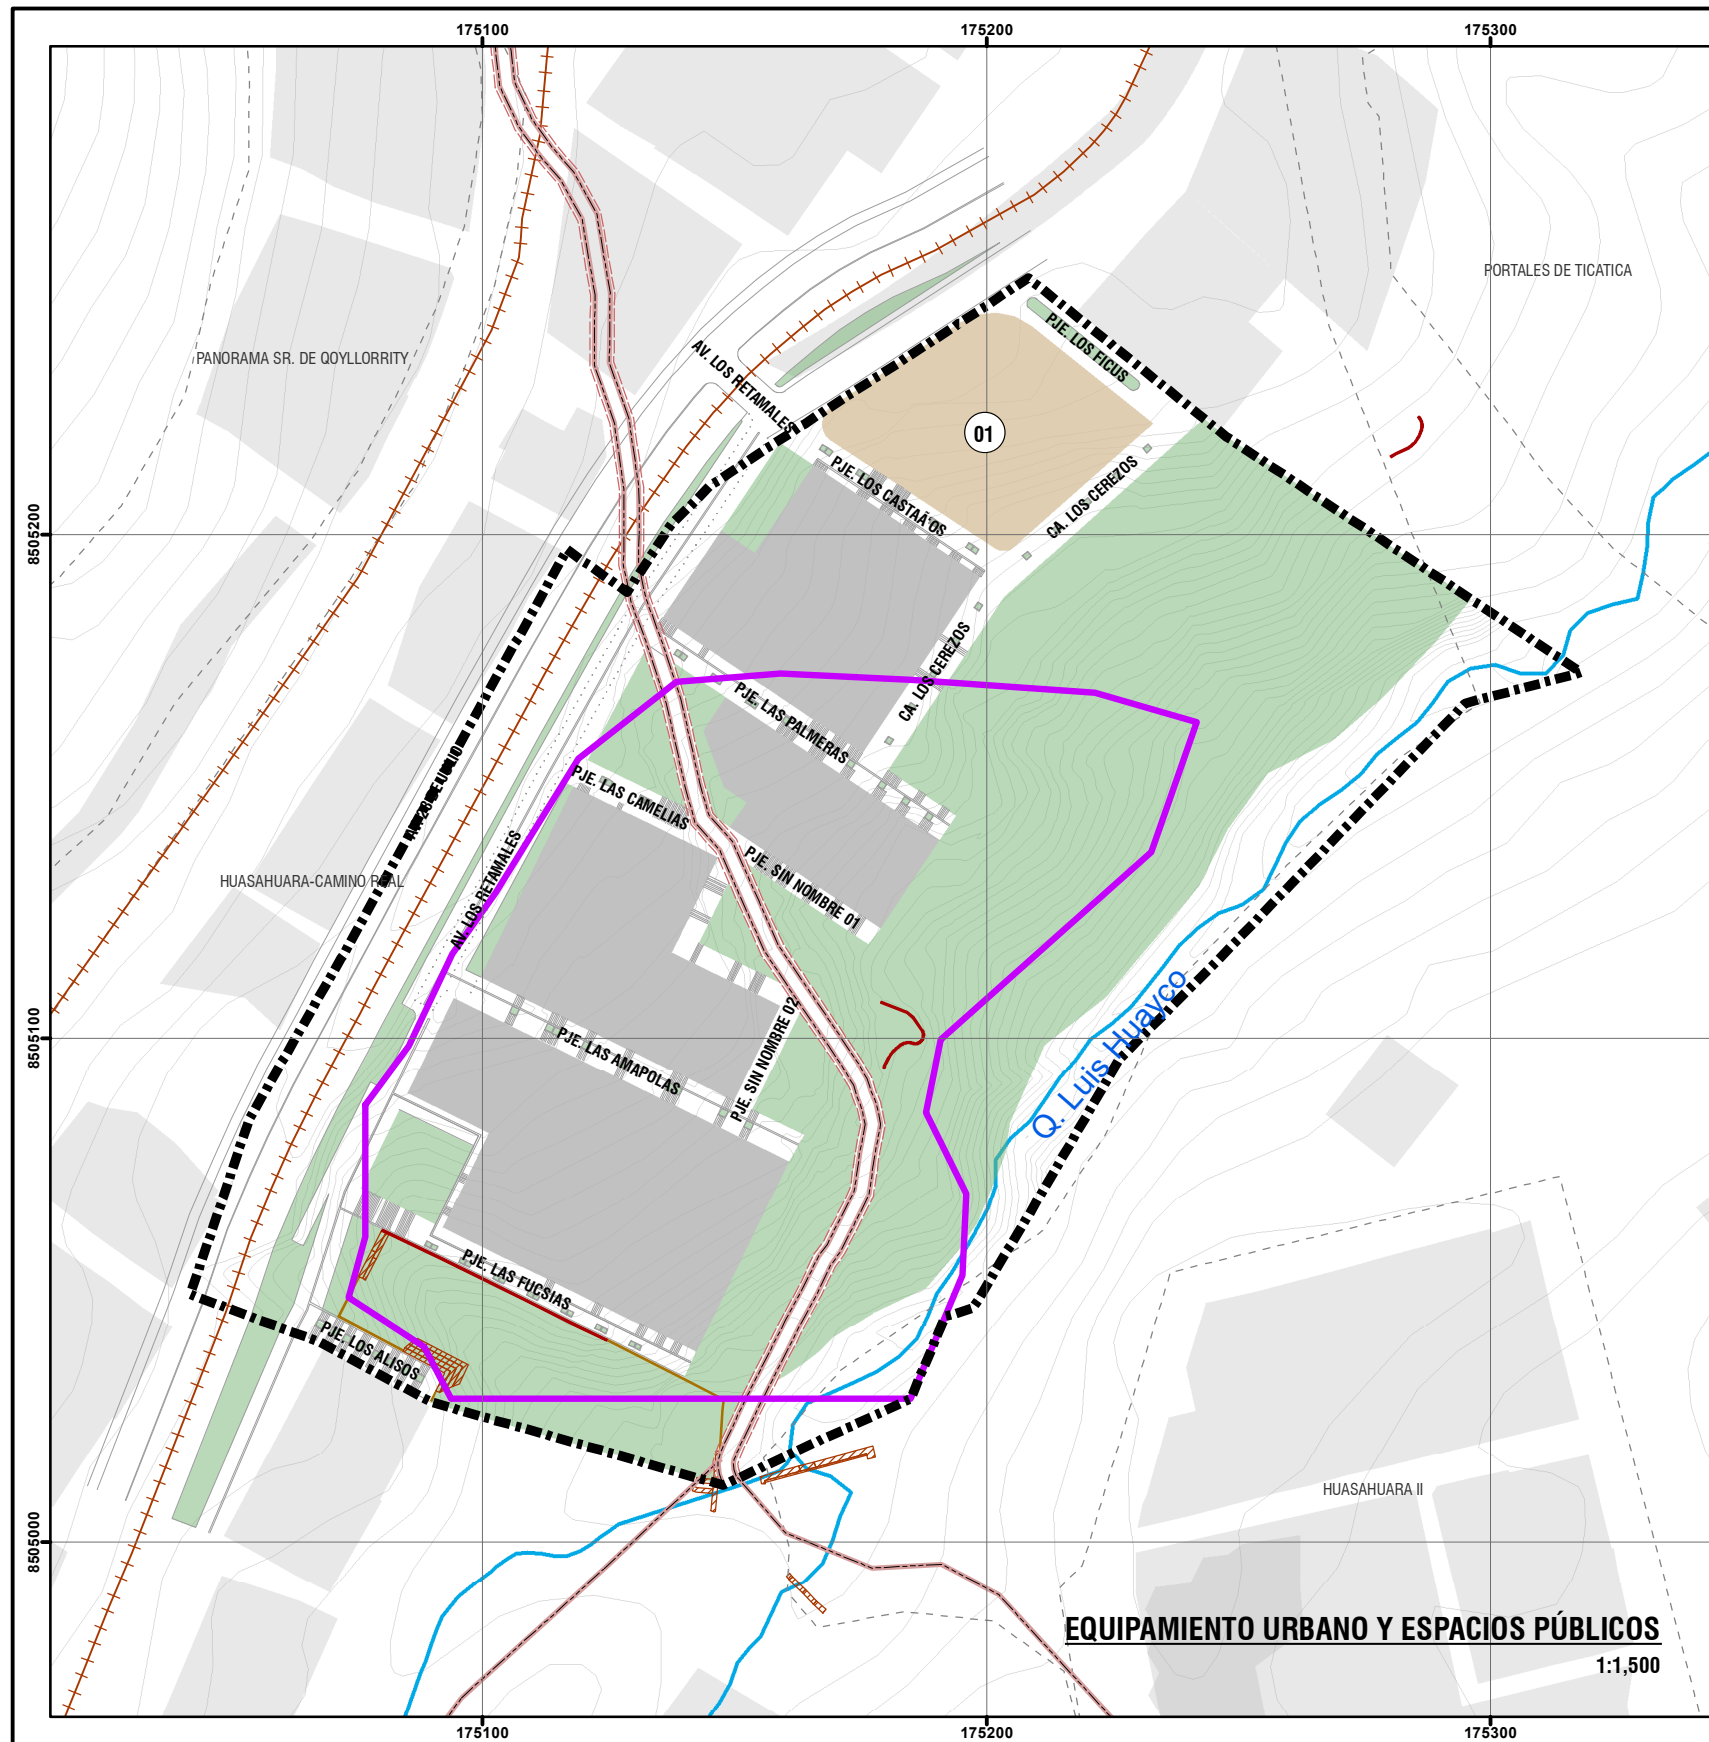 175100
175200
175300
PORTALES DE TICATICA
PANORAMA SR. DE QOYLLORRITY
PJE. LOS FICUS
AV. LOS RETAMALES
01
PJE. LOS CASTAÃ'OS
CA. LOS CEREZOS
8505200
8505200
CA. LOS CEREZOS
PJE. LAS PALMERAS
PJE. LAS CAMELIAS
PJE. SIN NOMBRE 01
AV. LOS RETAMALES
HUASAHUARA-CAMINO REAL
PJE. SIN NOMBRE 02
PJE. LAS AMAPOLAS
8505100
Q. Luis Huayco
PJE. LAS FUCSIAS
PJE. LOS ALISOS
HUASAHUARA II
8505000
EQUIPAMIENTO URBANO Y ESPACIOS PÚBLICOS
1:1,500
175100
175200
175300